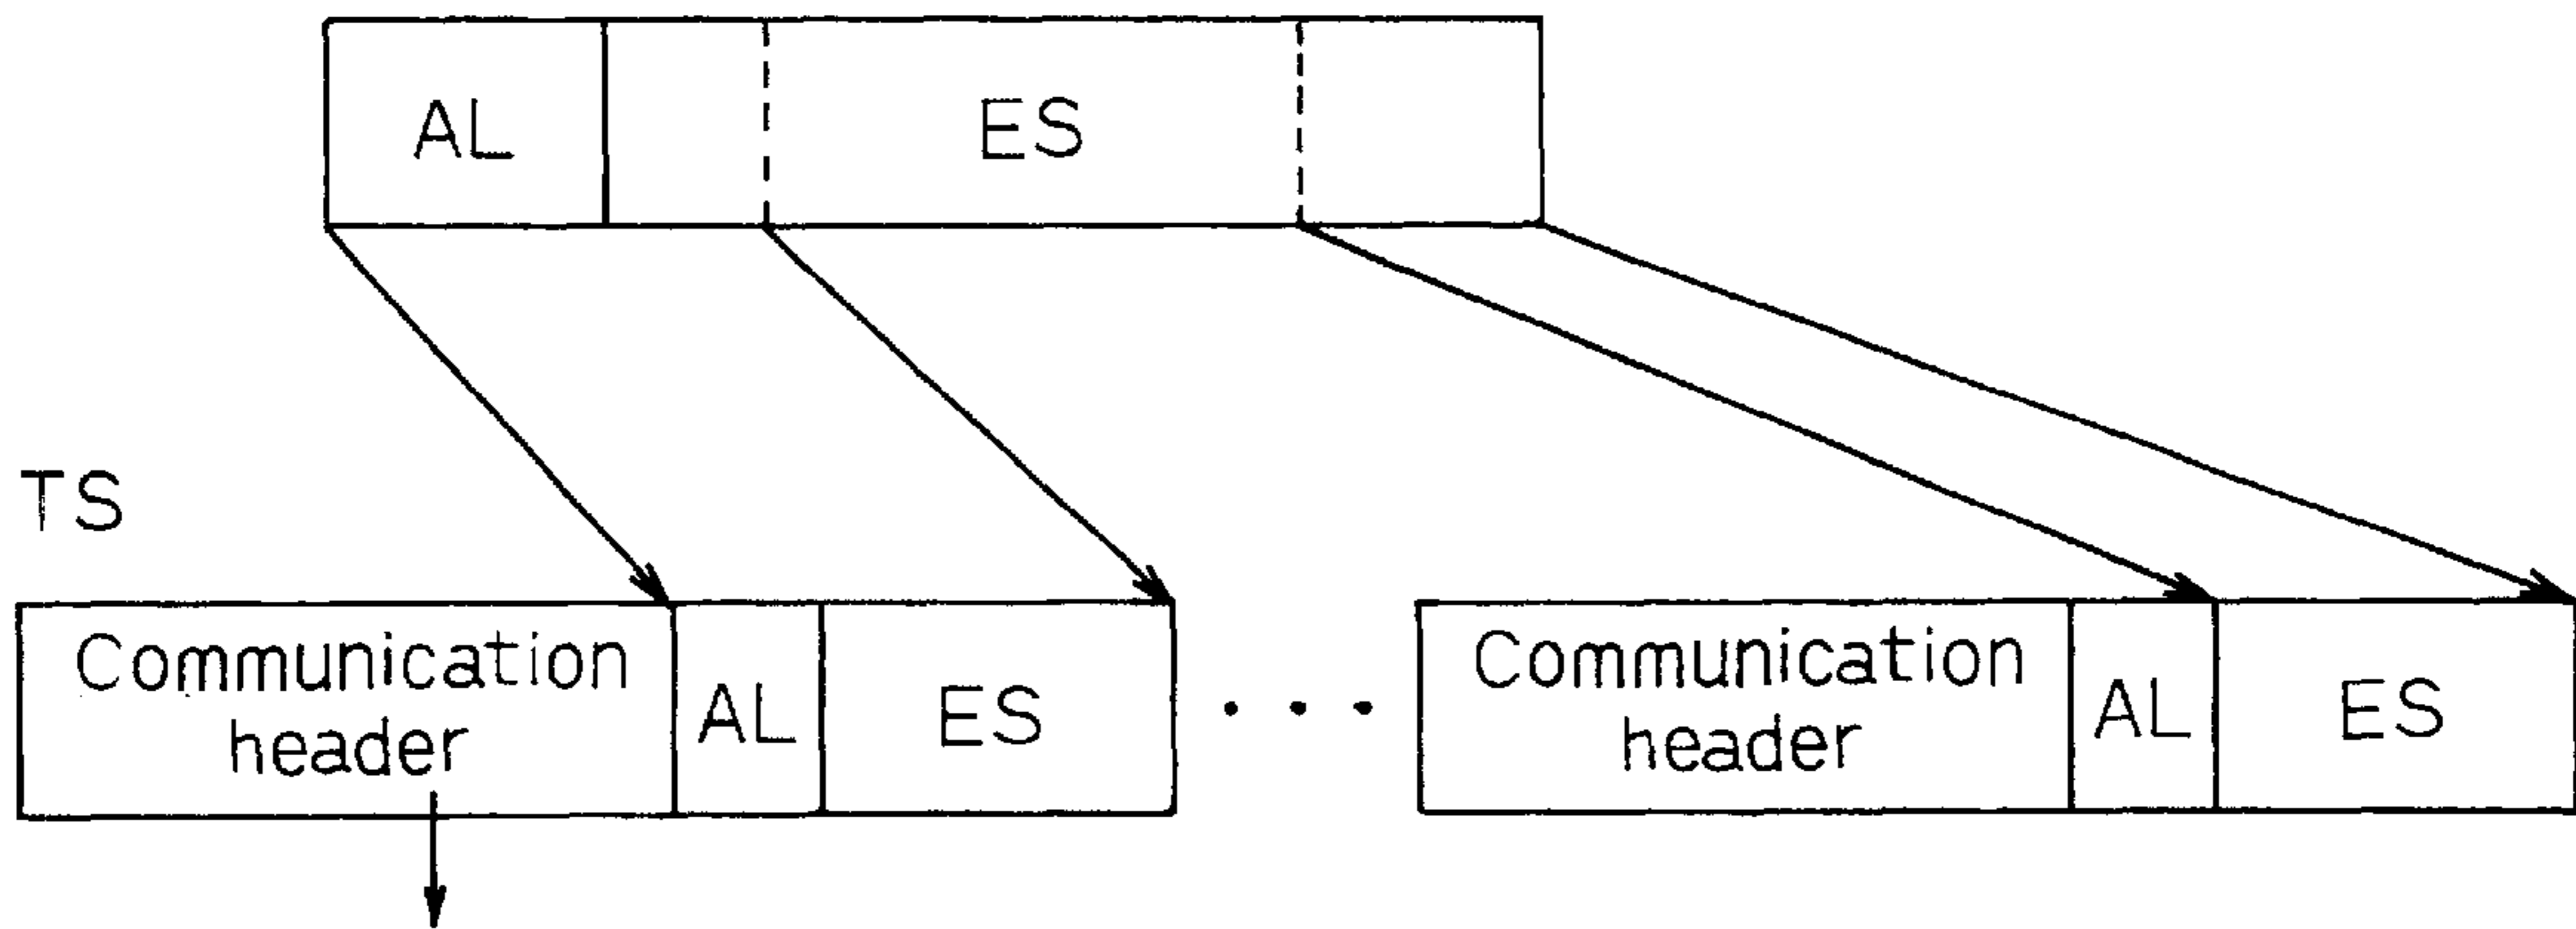 AL ES
TS
Communication header AL ES . . . Communication header AL ES